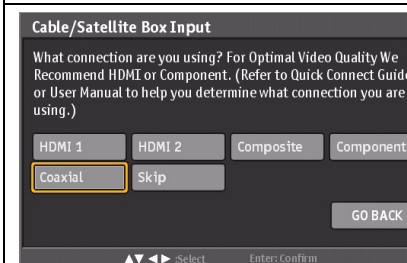 Cable/Satellite Box Input
What connection are you using? For Optimal Video Quality We
Recommend HDMI or Component. (Refer to Quick Connect Guide
or User Manual to help you determine what connection you are
using.)
HDMI 1 HDMI 2 Composite Component
Coaxial Skip
GO BACK
▲▼ ◀ ▶ :Select Enter: Confirm